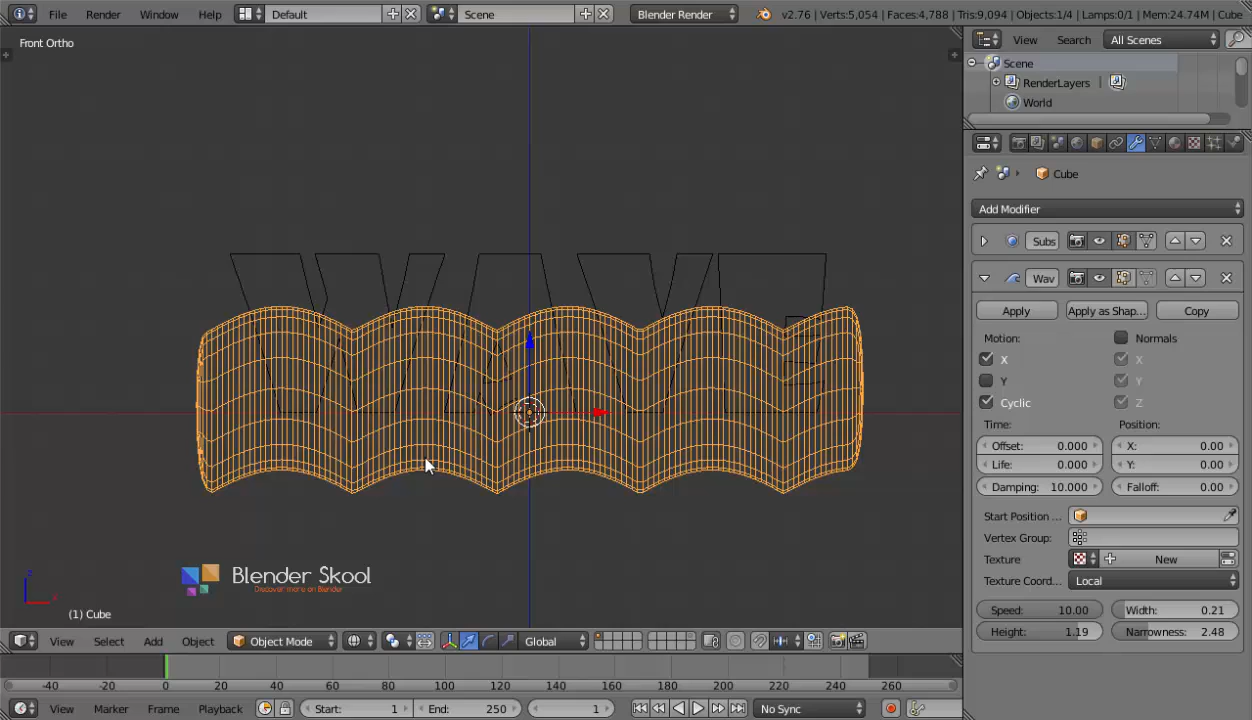 File Render Window Help Default Scene Blender Render v2.76 | Verts:5,054 | Faces:4,788 | Tris:9,094 | Objects:1/4 | Lamps:0/1 | Mem:24.74M | Cube
Front Ortho
View Search All Scenes
Scene
RenderLayers |
World
Cube
Add Modifier
Subs
Wav
Apply Apply as Shap... Copy
Motion: Normals
X X
Y Y
Cyclic Z
Time: Position:
Offset: 0.000 X: 0.00
Life: 0.000 Y: 0.00
Damping: 10.000 Falloff: 0.00
Start Position ...
Vertex Group:
Texture New
Texture Coord... Local
Speed: 10.00 Width: 0.21
Height: 1.19 Narrowness: 2.48
Blender Skool
Discover more on Blender
z
x
(1) Cube
View Select Add Object Object Mode Global
-40 -20 0 20 40 60 80 100 120 140 160 180 200 220 240 260
View Marker Frame Playback Start: 1 End: 250 1 No Sync